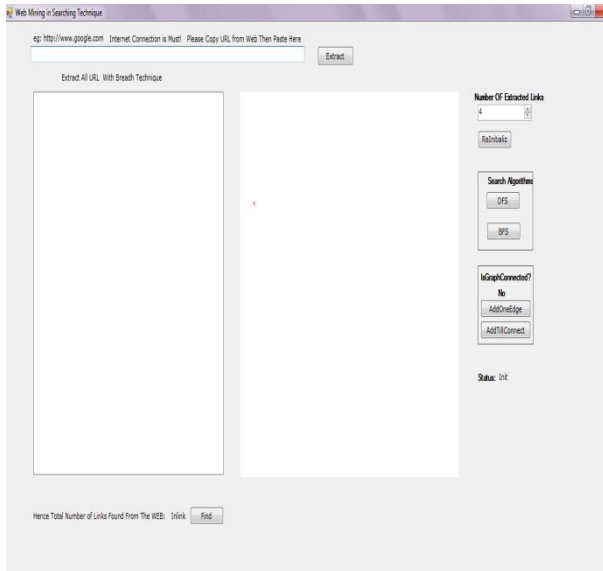 Web Mining in Searching Technique
eg: http://www.google.com Internet Connection is Must! Please Copy URL from Web Then Paste Here
Extract
Extract All URL With Breadh Technique
Number OF Extracted Links
4
ReInitializ
Search Algorithms
DFS
BFS
x
IsGraphConnected?
No
AddOneEdge
AddTillConnect
Status: Init
Hence Total Number of Links Found From The WEB: Inlink Find